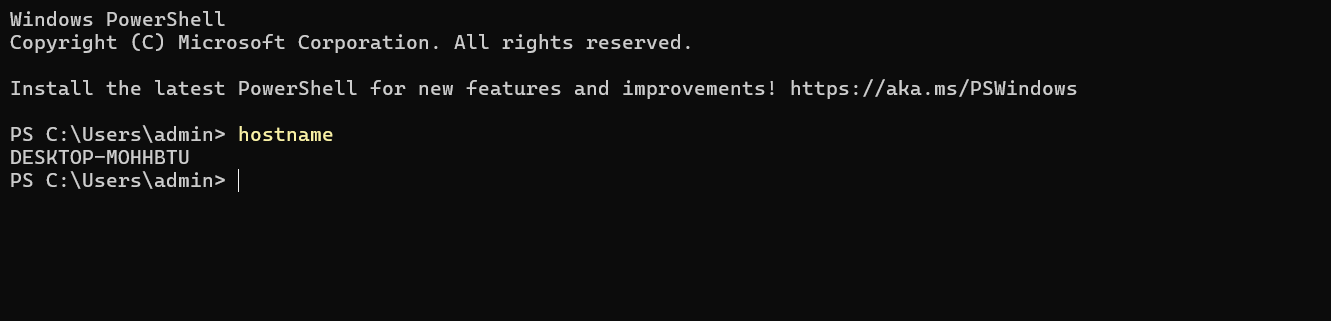 Windows PowerShell
Copyright (C) Microsoft Corporation. All rights reserved.
Install the latest PowerShell for new features and improvements! https://aka.ms/PSWindows
PS C:\Users\admin> hostname
DESKTOP-MOHHBTU
PS C:\Users\admin>